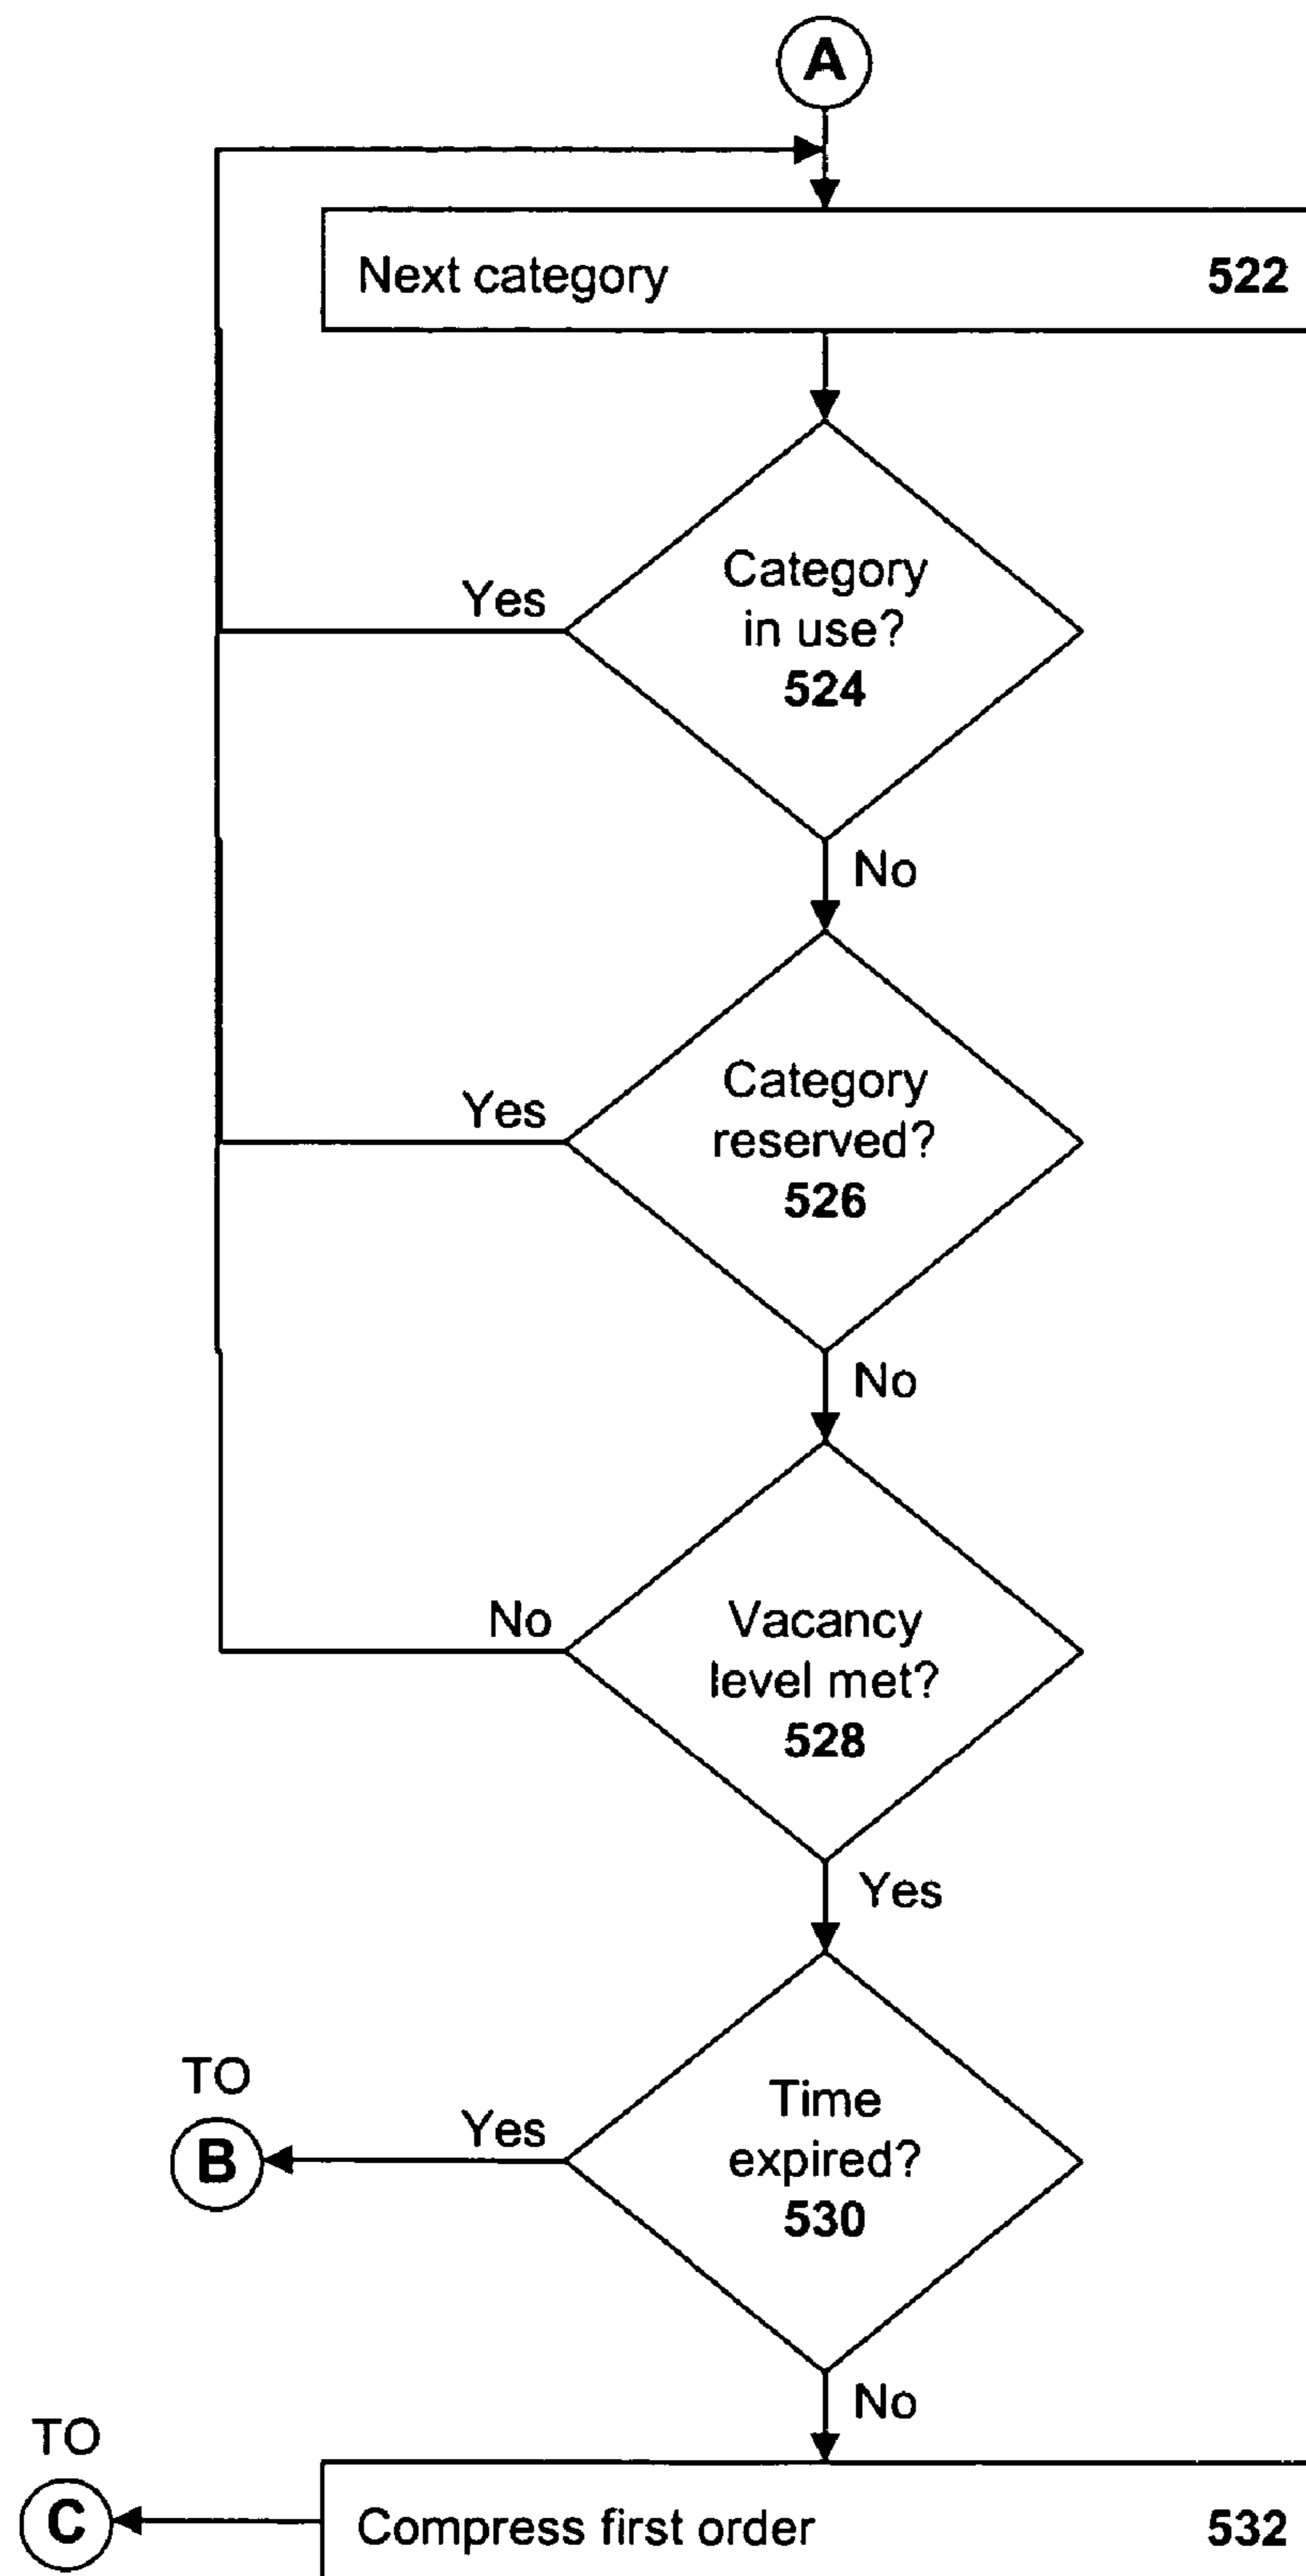 A
Next category 522
Category
in use?
524
Yes
No
Category
reserved?
526
Yes
No
Vacancy
level met?
528
No
Yes
Time
expired?
530
Yes
TO
B
No
Compress first order 532
TO
C